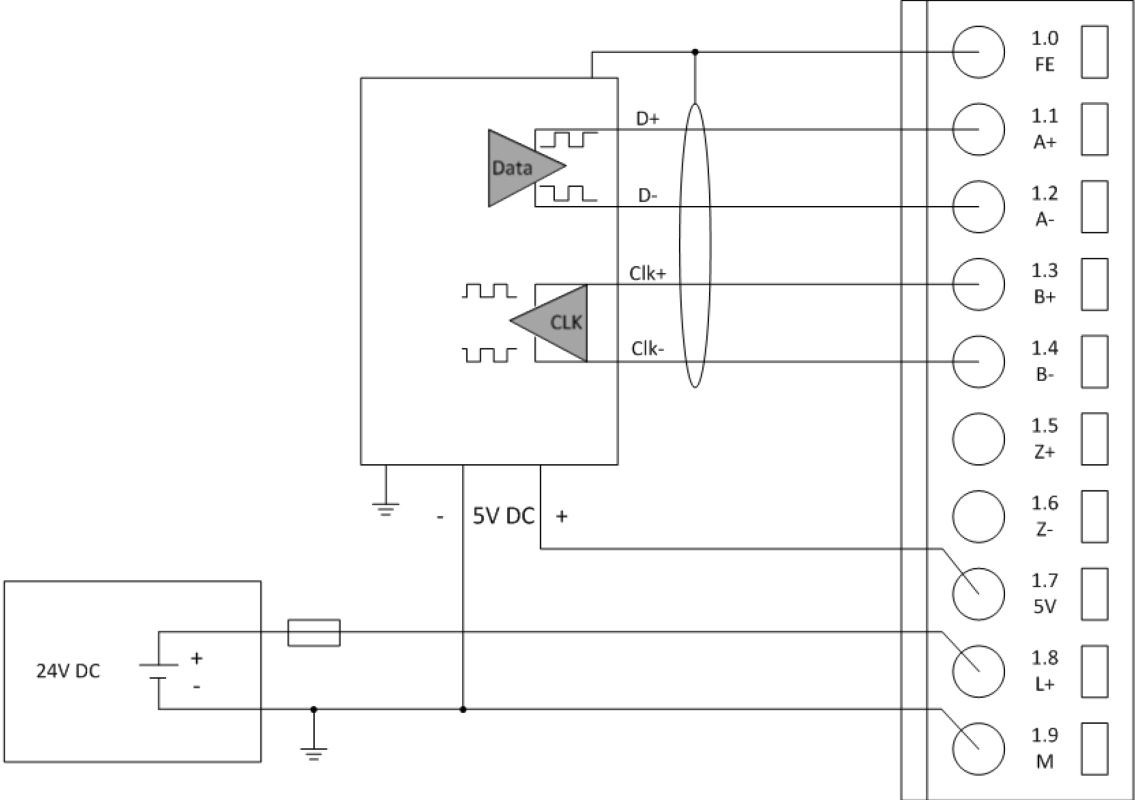 1.0
FE
D+
1.1
A+
Data
D-
1.2
A-
Clk+
1.3
B+
CLK
Clk-
1.4
B-
1.5
Z+
1.6
Z-
- 5V DC +
1.7
5V
24V DC
+
-
1.8
L+
1.9
M